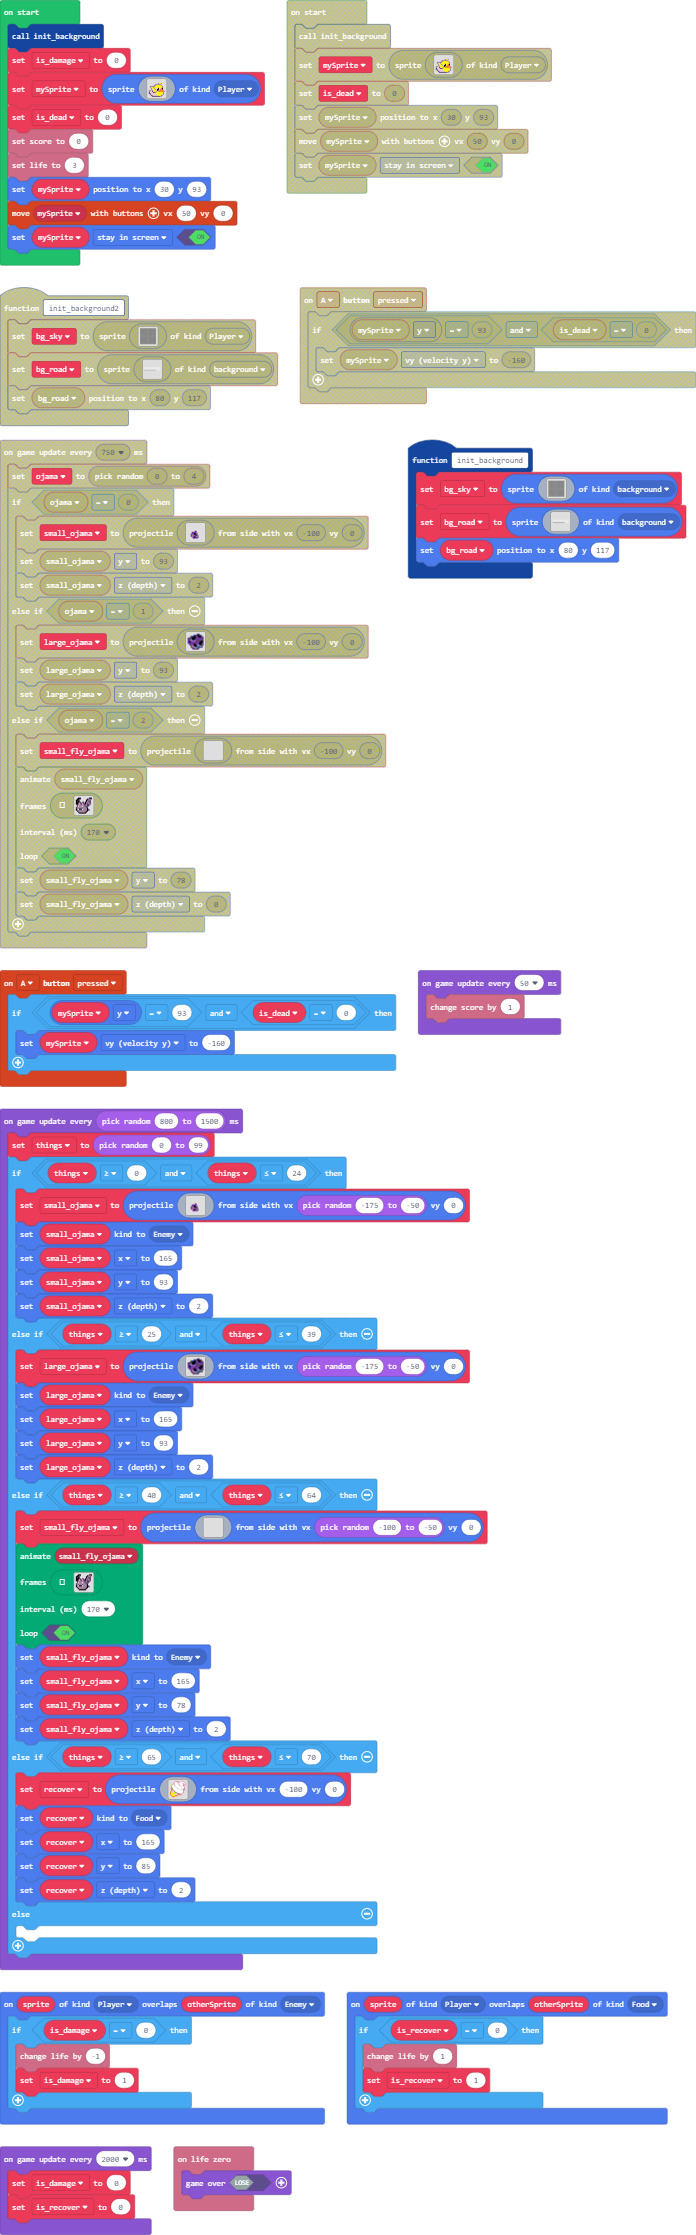 on start
call init_background
set is_damage to 0
set mySprite to sprite of kind Player
set is_dead to 0
set score to 0
set life to 3
set mySprite position to x 30 y 93
move mySprite with buttons vx 50 vy 0
set mySprite stay in screen ON
on start
call init_background
set mySprite to sprite of kind Player
set is_dead to 0
set mySprite position to x 30 y 93
move mySprite with buttons vx 50 vy 0
set mySprite stay in screen ON
function init_background2
set bg_sky to sprite of kind Player
set bg_road to sprite of kind background
set bg_road position to x 80 y 117
on A button pressed
if mySprite y = 93 and is_dead = 0 then
set mySprite vy (velocity y) to -160
on game update every 750 ms
set ojama to pick random 0 to 4
if ojama = 0 then
set small_ojama to projectile from side with vx -100 vy 0
set small_ojama y to 93
set small_ojama z (depth) to 2
else if ojama = 1 then
set large_ojama to projectile from side with vx -100 vy 0
set large_ojama y to 93
set large_ojama z (depth) to 2
else if ojama = 2 then
set small_fly_ojama to projectile from side with vx -100 vy 0
animate small_fly_ojama
frames
interval (ms) 170
loop ON
set small_fly_ojama y to 78
set small_fly_ojama z (depth) to 0
function init_background
set bg_sky to sprite of kind background
set bg_road to sprite of kind background
set bg_road position to x 80 y 117
on A button pressed
if mySprite y = 93 and is_dead = 0 then
set mySprite vy (velocity y) to -160
on game update every 50 ms
change score by 1
on game update every pick random 800 to 1500 ms
set things to pick random 0 to 99
if things ≥ 0 and things ≤ 24 then
set small_ojama to projectile from side with vx pick random -175 to -50 vy 0
set small_ojama kind to Enemy
set small_ojama x to 165
set small_ojama y to 93
set small_ojama z (depth) to 2
else if things ≥ 25 and things ≤ 39 then
set large_ojama to projectile from side with vx pick random -175 to -50 vy 0
set large_ojama kind to Enemy
set large_ojama x to 165
set large_ojama y to 93
set large_ojama z (depth) to 2
else if things ≥ 40 and things ≤ 64 then
set small_fly_ojama to projectile from side with vx pick random -100 to -50 vy 0
animate small_fly_ojama
frames
interval (ms) 170
loop ON
set small_fly_ojama kind to Enemy
set small_fly_ojama x to 165
set small_fly_ojama y to 78
set small_fly_ojama z (depth) to 2
else if things ≥ 65 and things ≤ 70 then
set recover to projectile from side with vx -100 vy 0
set recover kind to Food
set recover x to 165
set recover y to 85
set recover z (depth) to 2
else
on sprite of kind Player overlaps otherSprite of kind Enemy
if is_damage = 0 then
change life by -1
set is_damage to 1
on sprite of kind Player overlaps otherSprite of kind Food
if is_recover = 0 then
change life by 1
set is_recover to 1
on game update every 2000 ms
set is_damage to 0
set is_recover to 0
on life zero
game over LOSE